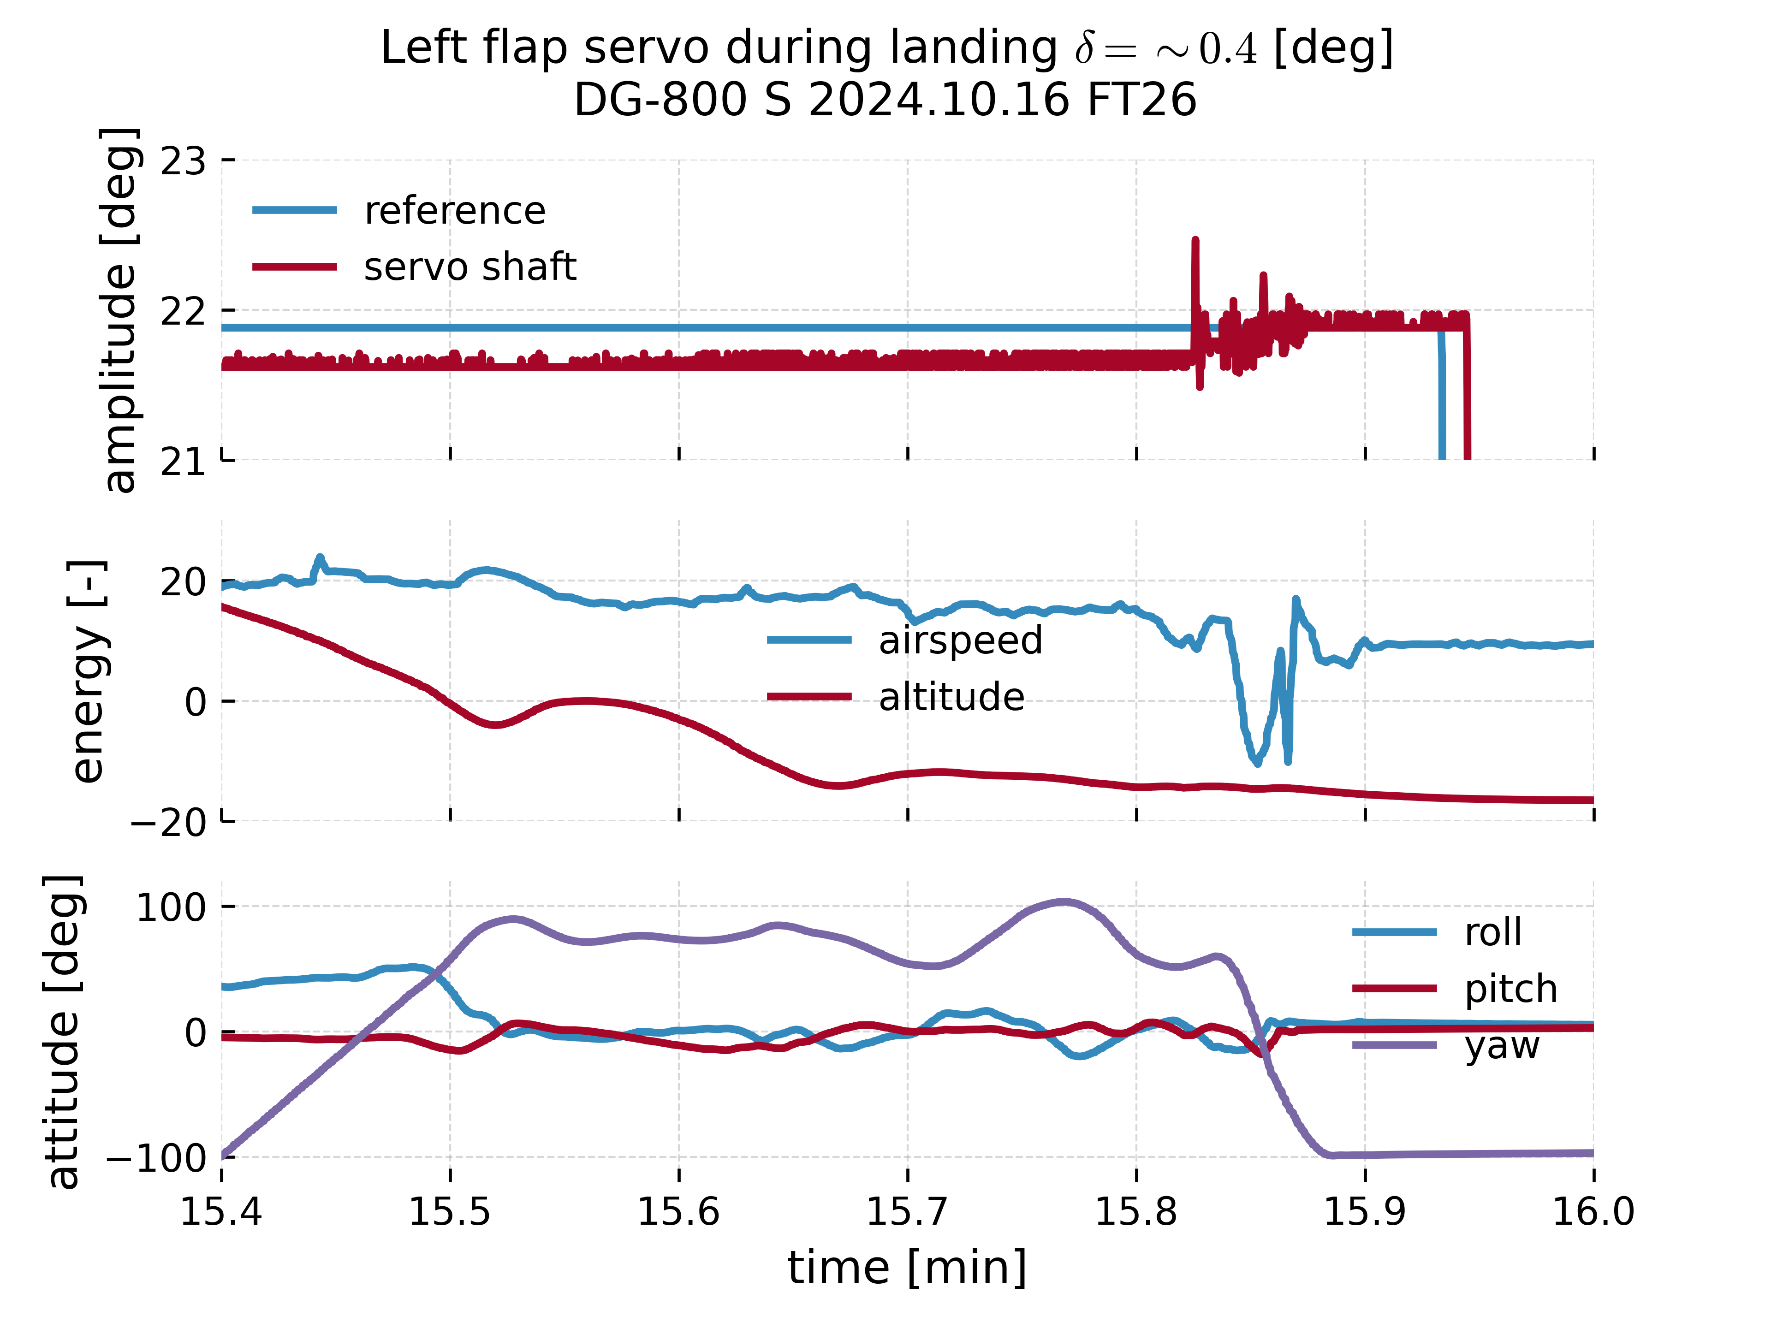 Left flap servo during landing δ = ∼0.4 [deg]
DG-800 S 2024.10.16 FT26
amplitude [deg]
23
22
21
reference
servo shaft
energy [-]
20
0
−20
airspeed
altitude
attitude [deg]
100
0
−100
roll
pitch
yaw
15.4 15.5 15.6 15.7 15.8 15.9 16.0
time [min]